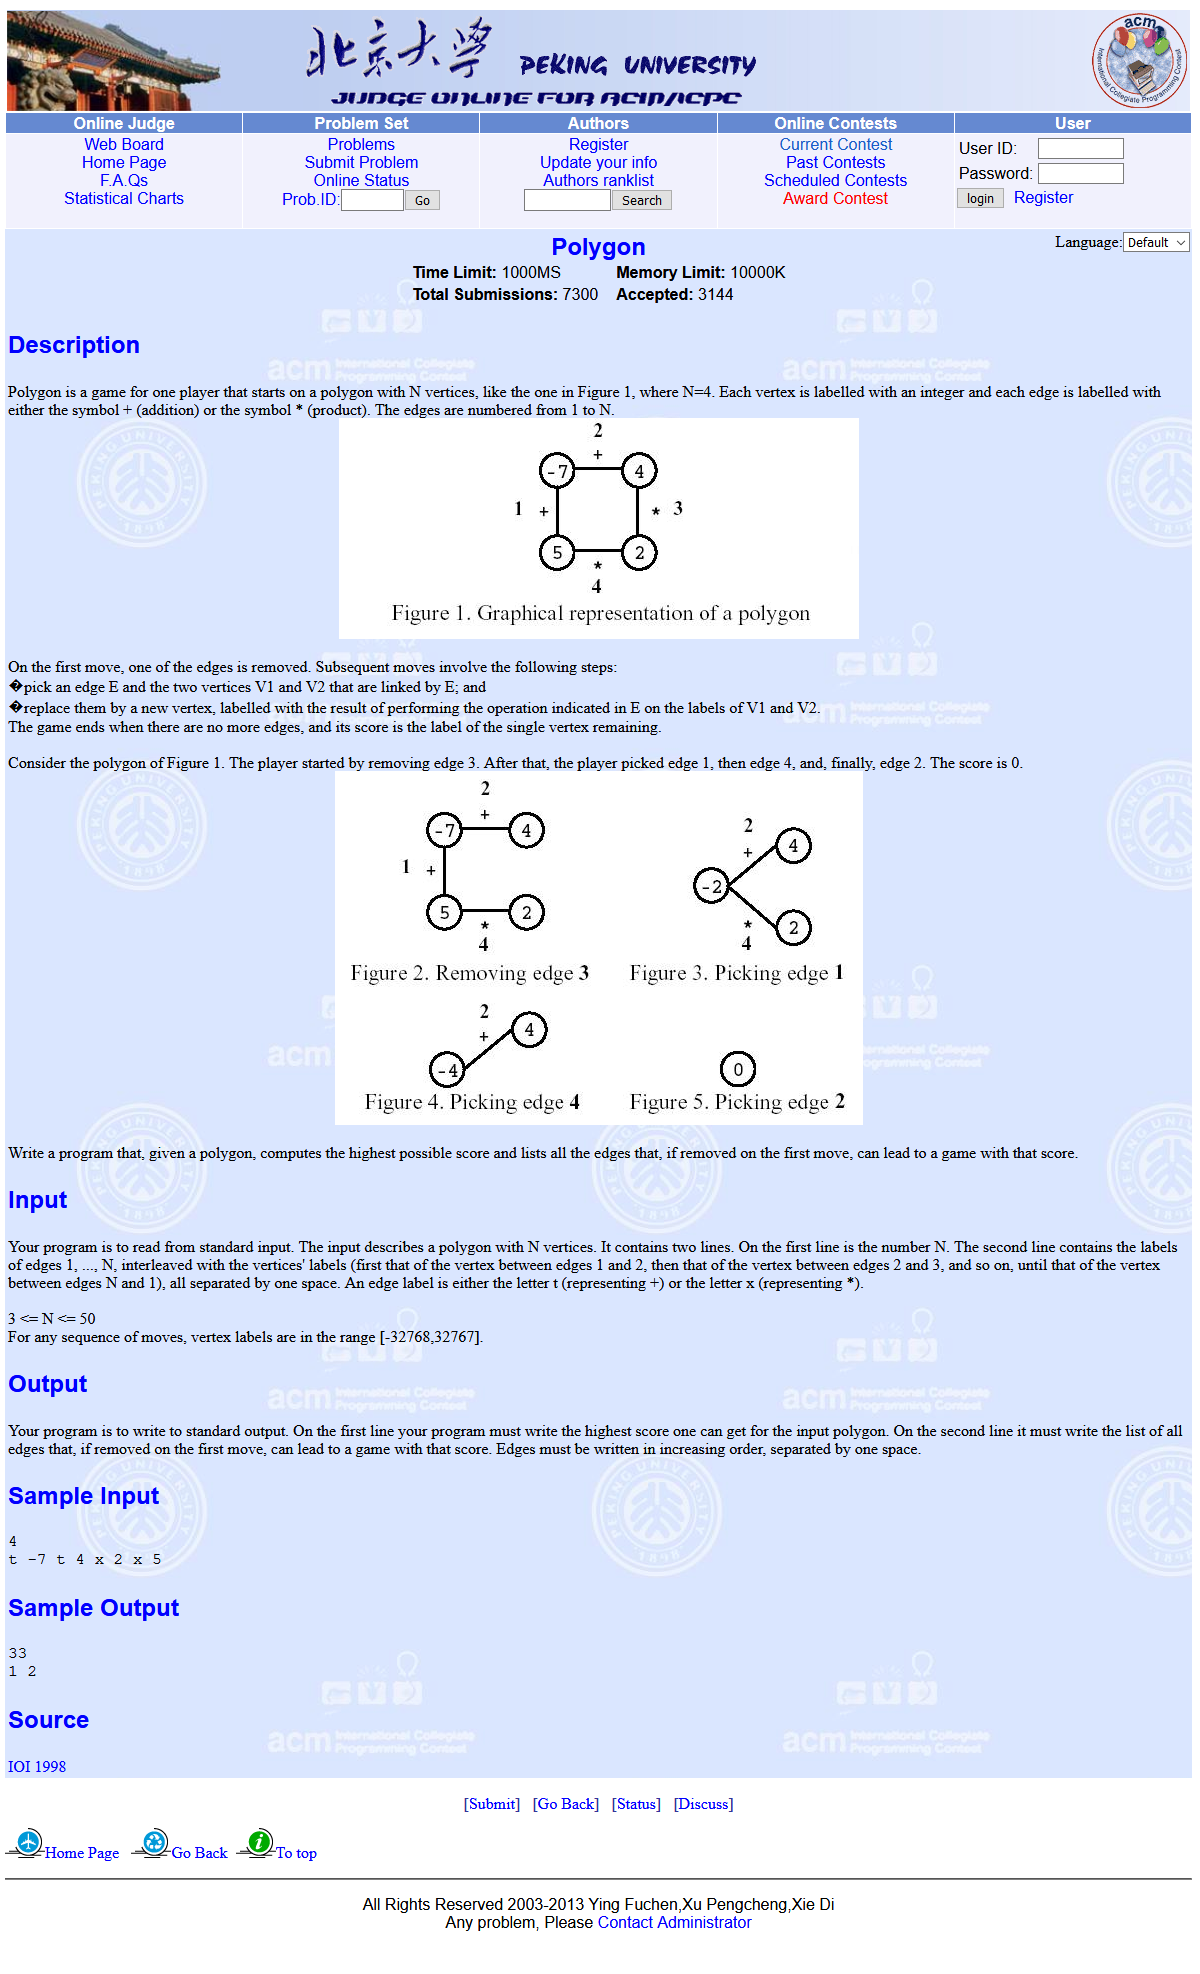 北京大学 PEKING UNIVERSITY
JUDGE ONLINE FOR ACM/ACPC
acm International Collegiate Programming Contest
Online Judge Problem Set Authors Online Contests User
Web Board Problems Register Current Contest User ID:
Home Page Submit Problem Update your info Past Contests Password:
F.A.Qs Online Status Authors ranklist Scheduled Contests
Statistical Charts Prob.ID: Go Search Award Contest login Register
Polygon Language: Default
Time Limit: 1000MS Memory Limit: 10000K
Total Submissions: 7300 Accepted: 3144
Description
Polygon is a game for one player that starts on a polygon with N vertices, like the one in Figure 1, where N=4. Each vertex is labelled with an integer and each edge is labelled with
either the symbol + (addition) or the symbol * (product). The edges are numbered from 1 to N.
2
+
-7 4
1 + * 3
5 2
*
4
Figure 1. Graphical representation of a polygon
On the first move, one of the edges is removed. Subsequent moves involve the following steps:
�pick an edge E and the two vertices V1 and V2 that are linked by E; and
�replace them by a new vertex, labelled with the result of performing the operation indicated in E on the labels of V1 and V2.
The game ends when there are no more edges, and its score is the label of the single vertex remaining.
Consider the polygon of Figure 1. The player started by removing edge 3. After that, the player picked edge 1, then edge 4, and, finally, edge 2. The score is 0.
2
+
-7 4
1 +
5 2
*
4
Figure 2. Removing edge 3
2
+
4
-2
*
4
2
Figure 3. Picking edge 1
2
+
4
-4
Figure 4. Picking edge 4
0
Figure 5. Picking edge 2
Write a program that, given a polygon, computes the highest possible score and lists all the edges that, if removed on the first move, can lead to a game with that score.
Input
Your program is to read from standard input. The input describes a polygon with N vertices. It contains two lines. On the first line is the number N. The second line contains the labels
of edges 1, ..., N, interleaved with the vertices' labels (first that of the vertex between edges 1 and 2, then that of the vertex between edges 2 and 3, and so on, until that of the vertex
between edges N and 1), all separated by one space. An edge label is either the letter t (representing +) or the letter x (representing *).
3 <= N <= 50
For any sequence of moves, vertex labels are in the range [-32768,32767].
Output
Your program is to write to standard output. On the first line your program must write the highest score one can get for the input polygon. On the second line it must write the list of all
edges that, if removed on the first move, can lead to a game with that score. Edges must be written in increasing order, separated by one space.
Sample Input
4
t -7 t 4 x 2 x 5
Sample Output
33
1 2
Source
IOI 1998
[Submit] [Go Back] [Status] [Discuss]
Home Page Go Back To top
All Rights Reserved 2003-2013 Ying Fuchen,Xu Pengcheng,Xie Di
Any problem, Please Contact Administrator